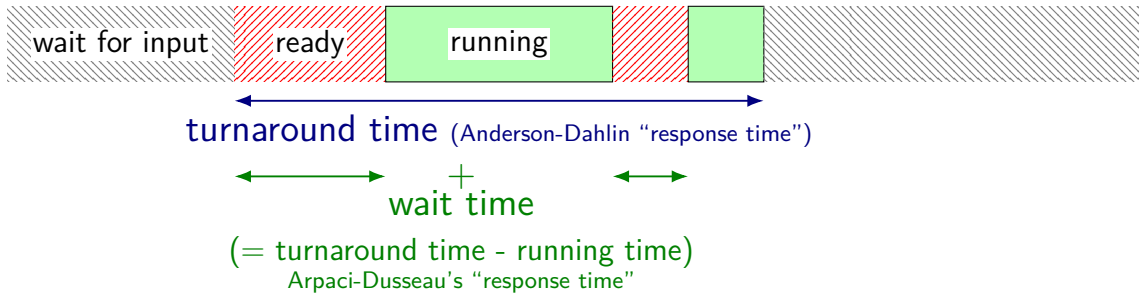 wait for input ready running
turnaround time (Anderson-Dahlin “response time”)
+
wait time
(= turnaround time - running time)
Arpaci-Dusseau's “response time”